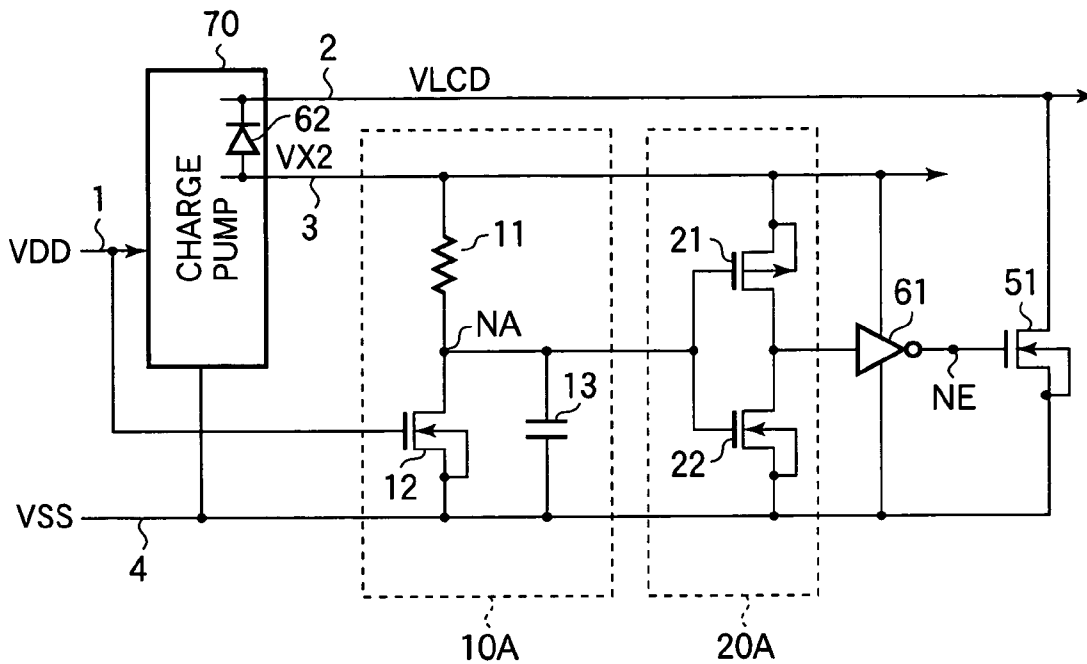 70
2
VLCD
62
VX2
3
1
VDD
CHARGE
PUMP
11
21
51
61
NA
13
NE
12
22
VSS
4
10A
20A